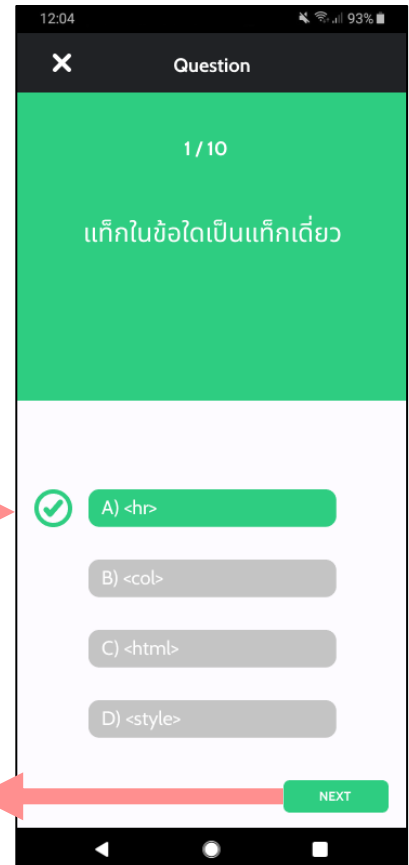 12:04 93%
Question
1 / 10
แท็กในข้อใดเป็นแท็กเดี่ยว
A) <hr>
B) <col>
C) <html>
D) <style>
NEXT